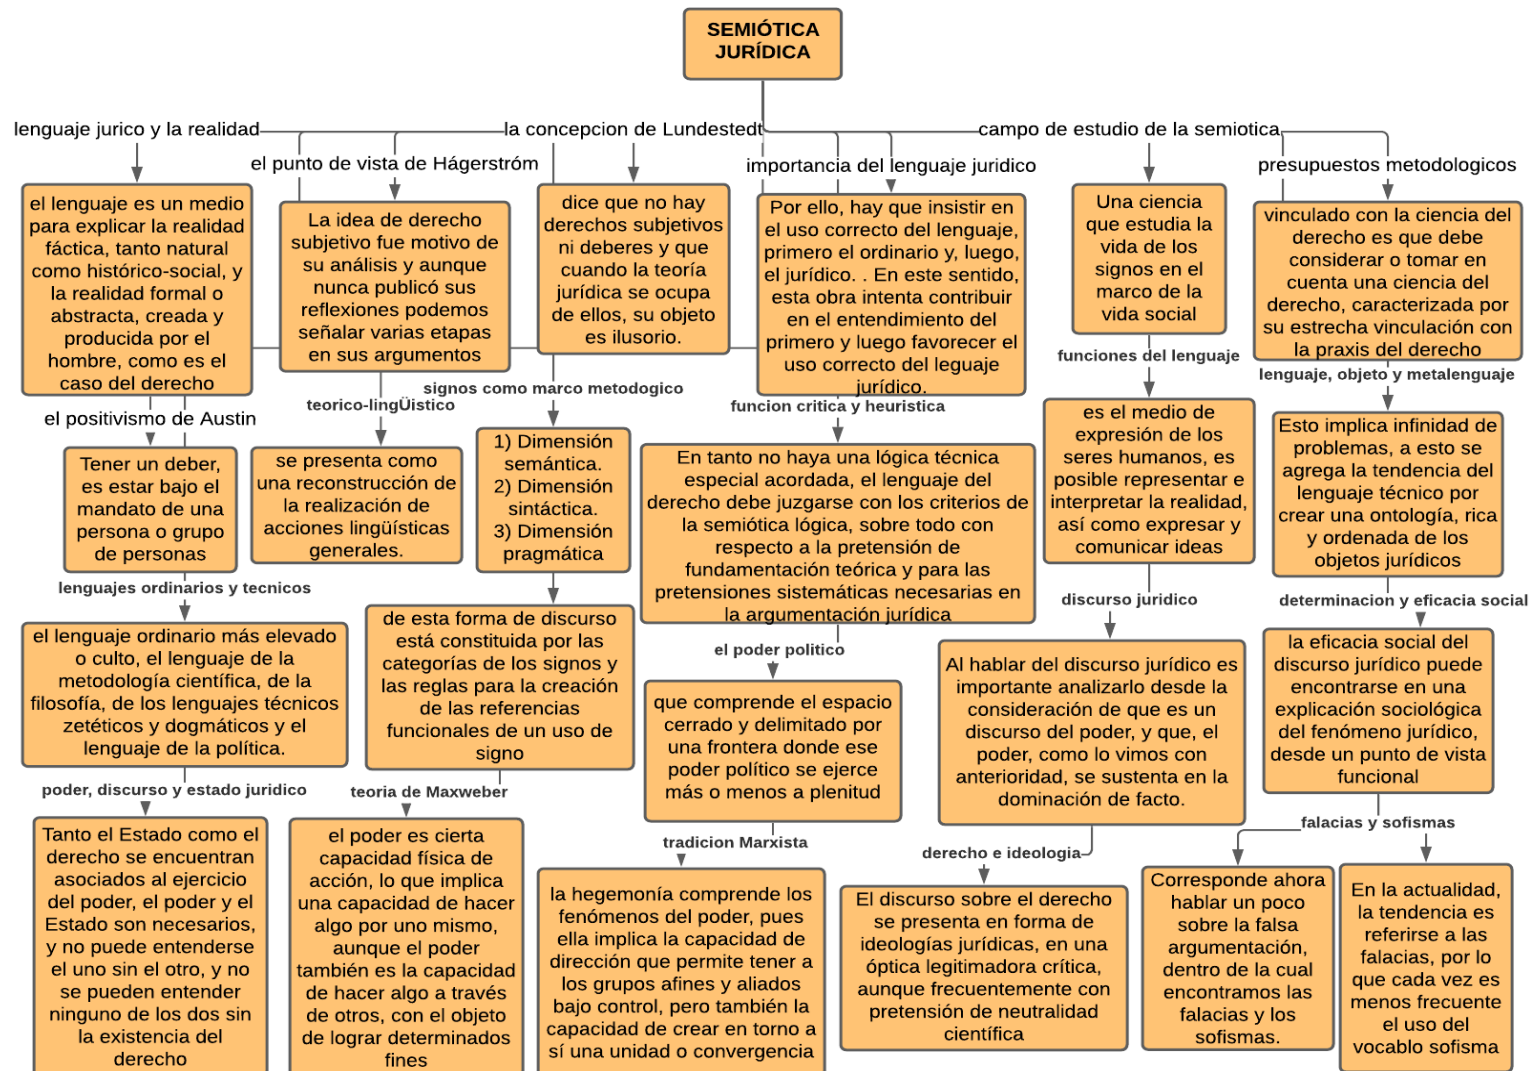 SEMIÓTICA
JURÍDICA
lenguaje jurico y la realidad
la concepcion de Lundestedt
campo de estudio de la semiotica
el punto de vista de Hágerstróm
importancia del lenguaje juridico
presupuestos metodologicos
el lenguaje es un medio
para explicar la realidad
fáctica, tanto natural
como histórico-social, y
la realidad formal o
abstracta, creada y
producida por el
hombre, como es el
caso del derecho
La idea de derecho
subjetivo fue motivo de
su análisis y aunque
nunca publicó sus
reflexiones podemos
señalar varias etapas
en sus argumentos
dice que no hay
derechos subjetivos
ni deberes y que
cuando la teoría
jurídica se ocupa
de ellos, su objeto
es ilusorio.
Por ello, hay que insistir en
el uso correcto del lenguaje,
primero el ordinario y, luego,
el jurídico. . En este sentido,
esta obra intenta contribuir
en el entendimiento del
primero y luego favorecer el
uso correcto del leguaje
jurídico.
Una ciencia
que estudia la
vida de los
signos en el
marco de la
vida social
vinculado con la ciencia del
derecho es que debe
considerar o tomar en
cuenta una ciencia del
derecho, caracterizada por
su estrecha vinculación con
la praxis del derecho
el positivismo de Austin
teorico-lingÜistico
signos como marco metodogico
funcion critica y heuristica
funciones del lenguaje
lenguaje, objeto y metalenguaje
Tener un deber,
es estar bajo el
mandato de una
persona o grupo
de personas
se presenta como
una reconstrucción de
la realización de
acciones lingüísticas
generales.
1) Dimensión
semántica.
2) Dimensión
sintáctica.
3) Dimensión
pragmática
En tanto no haya una lógica técnica
especial acordada, el lenguaje del
derecho debe juzgarse con los criterios de
la semiótica lógica, sobre todo con
respecto a la pretensión de
fundamentación teórica y para las
pretensiones sistemáticas necesarias en
la argumentación jurídica
es el medio de
expresión de los
seres humanos, es
posible representar e
interpretar la realidad,
así como expresar y
comunicar ideas
Esto implica infinidad de
problemas, a esto se
agrega la tendencia del
lenguaje técnico por
crear una ontología, rica
y ordenada de los
objetos jurídicos
lenguajes ordinarios y tecnicos
el poder politico
discurso juridico
determinacion y eficacia social
el lenguaje ordinario más elevado
o culto, el lenguaje de la
metodología científica, de la
filosofía, de los lenguajes técnicos
zetéticos y dogmáticos y el
lenguaje de la política.
de esta forma de discurso
está constituida por las
categorías de los signos y
las reglas para la creación
de las referencias
funcionales de un uso de
signo
que comprende el espacio
cerrado y delimitado por
una frontera donde ese
poder político se ejerce
más o menos a plenitud
Al hablar del discurso jurídico es
importante analizarlo desde la
consideración de que es un
discurso del poder, y que, el
poder, como lo vimos con
anterioridad, se sustenta en la
dominación de facto.
la eficacia social del
discurso jurídico puede
encontrarse en una
explicación sociológica
del fenómeno jurídico,
desde un punto de vista
funcional
poder, discurso y estado juridico
teoria de Maxweber
tradicion Marxista
derecho e ideologia
falacias y sofismas
Tanto el Estado como el
derecho se encuentran
asociados al ejercicio
del poder, el poder y el
Estado son necesarios,
y no puede entenderse
el uno sin el otro, y no
se pueden entender
ninguno de los dos sin
la existencia del
derecho
el poder es cierta
capacidad física de
acción, lo que implica
una capacidad de hacer
algo por uno mismo,
aunque el poder
también es la capacidad
de hacer algo a través
de otros, con el objeto
de lograr determinados
fines
la hegemonía comprende los
fenómenos del poder, pues
ella implica la capacidad de
dirección que permite tener a
los grupos afines y aliados
bajo control, pero también la
capacidad de crear en torno a
sí una unidad o convergencia
El discurso sobre el derecho
se presenta en forma de
ideologías jurídicas, en una
óptica legitimadora crítica,
aunque frecuentemente con
pretensión de neutralidad
científica
Corresponde ahora
hablar un poco
sobre la falsa
argumentación,
dentro de la cual
encontramos las
falacias y los
sofismas.
En la actualidad,
la tendencia es
referirse a las
falacias, por lo
que cada vez es
menos frecuente
el uso del
vocablo sofisma